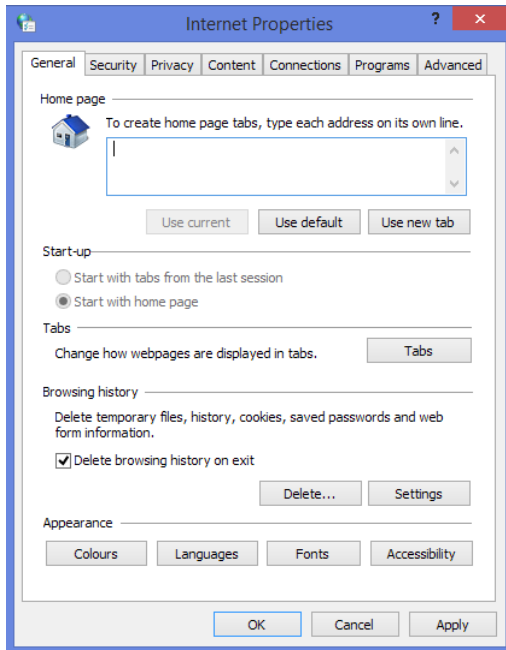 Internet Properties ?
General Security Privacy Content Connections Programs Advanced
Home page
To create home page tabs, type each address on its own line.
Use current Use default Use new tab
Start-up
Start with tabs from the last session
Start with home page
Tabs
Change how webpages are displayed in tabs. Tabs
Browsing history
Delete temporary files, history, cookies, saved passwords and web
form information.
Delete browsing history on exit
Delete... Settings
Appearance
Colours Languages Fonts Accessibility
OK Cancel Apply